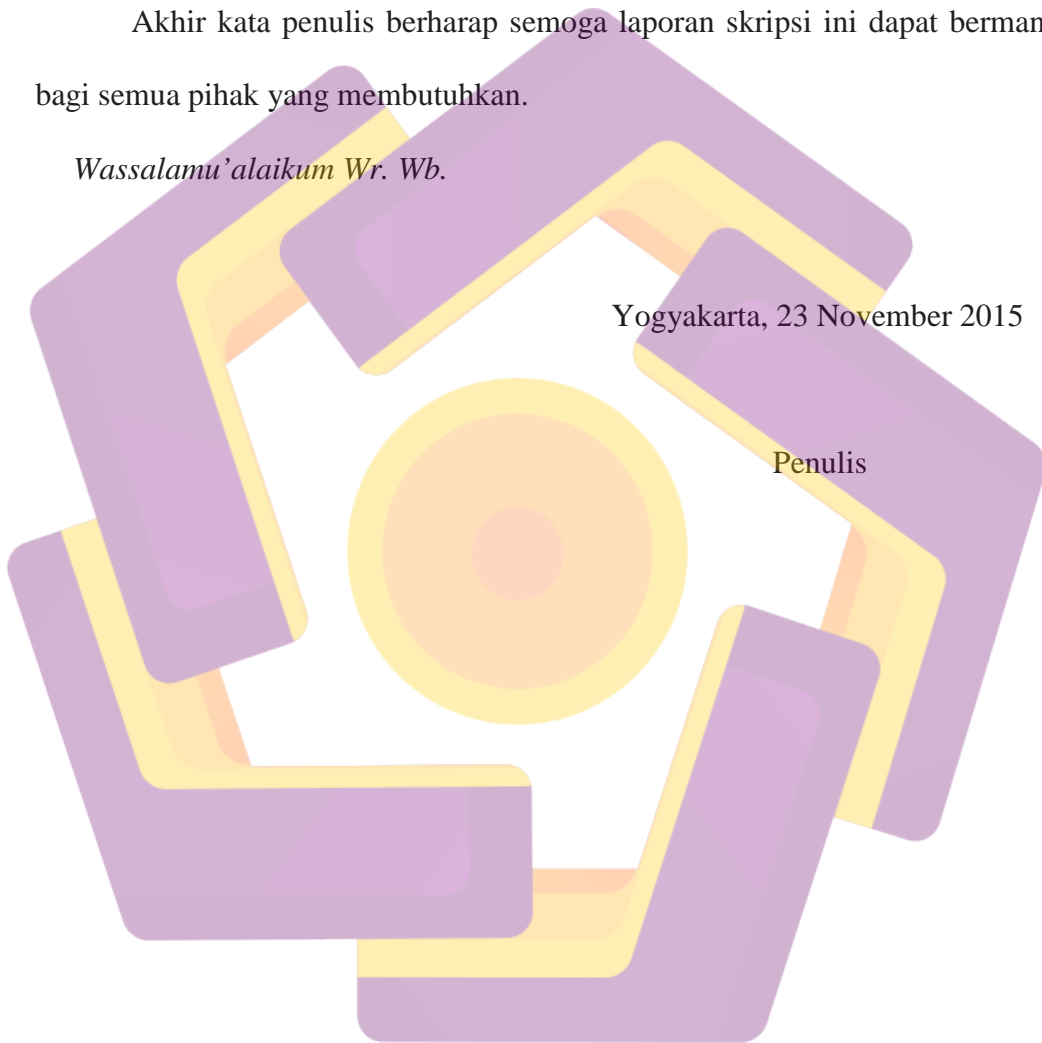 Akhir kata penulis berharap semoga laporan skripsi ini dapat berman
bagi semua pihak yang membutuhkan.
Wassalamu’alaikum Wr. Wb.
Yogyakarta, 23 November 2015
Penulis